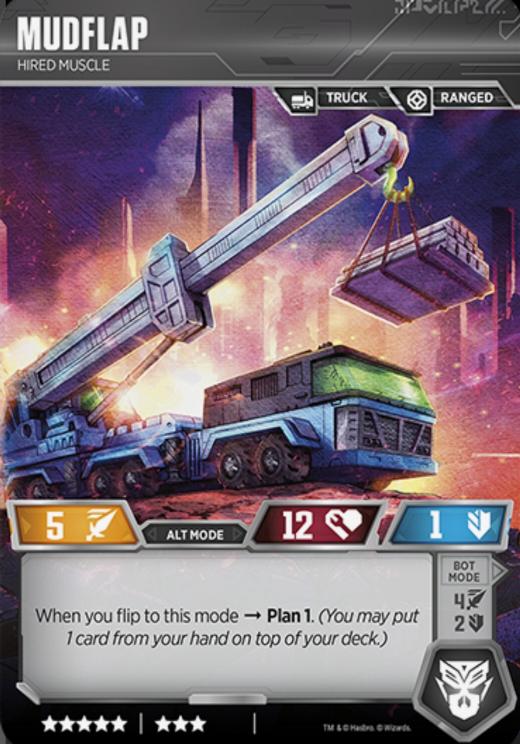 MUDFLAP
HIRED MUSCLE
TRUCK
RANGED
5
ALT MODE
12
1
BOT
MODE
4
2
When you flip to this mode → Plan 1. (You may put
1 card from your hand on top of your deck.)
★★★★★ | ★★★ |
TM & © Hasbro. © Wizards.